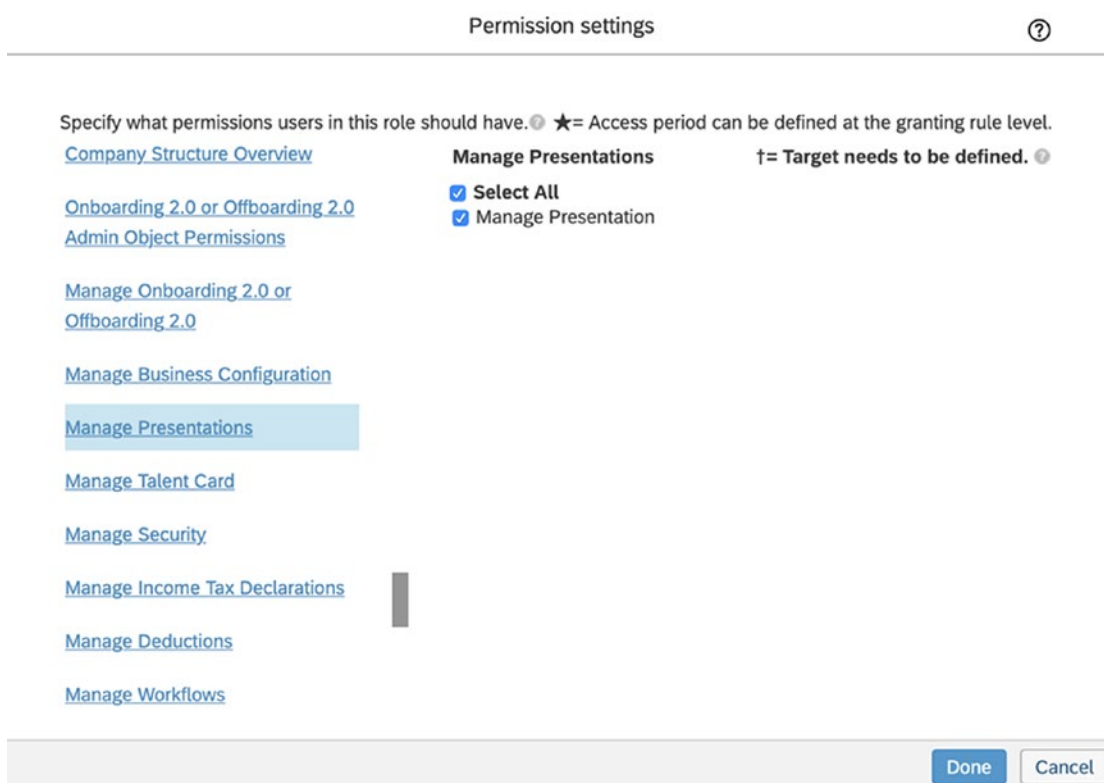 Permission settings
Specify what permissions users in this role should have. ★= Access period can be defined at the granting rule level.
Company Structure Overview
Manage Presentations
†= Target needs to be defined.
Select All
Manage Presentation
Onboarding 2.0 or Offboarding 2.0
Admin Object Permissions
Manage Onboarding 2.0 or
Offboarding 2.0
Manage Business Configuration
Manage Presentations
Manage Talent Card
Manage Security
Manage Income Tax Declarations
Manage Deductions
Manage Workflows
Done
Cancel